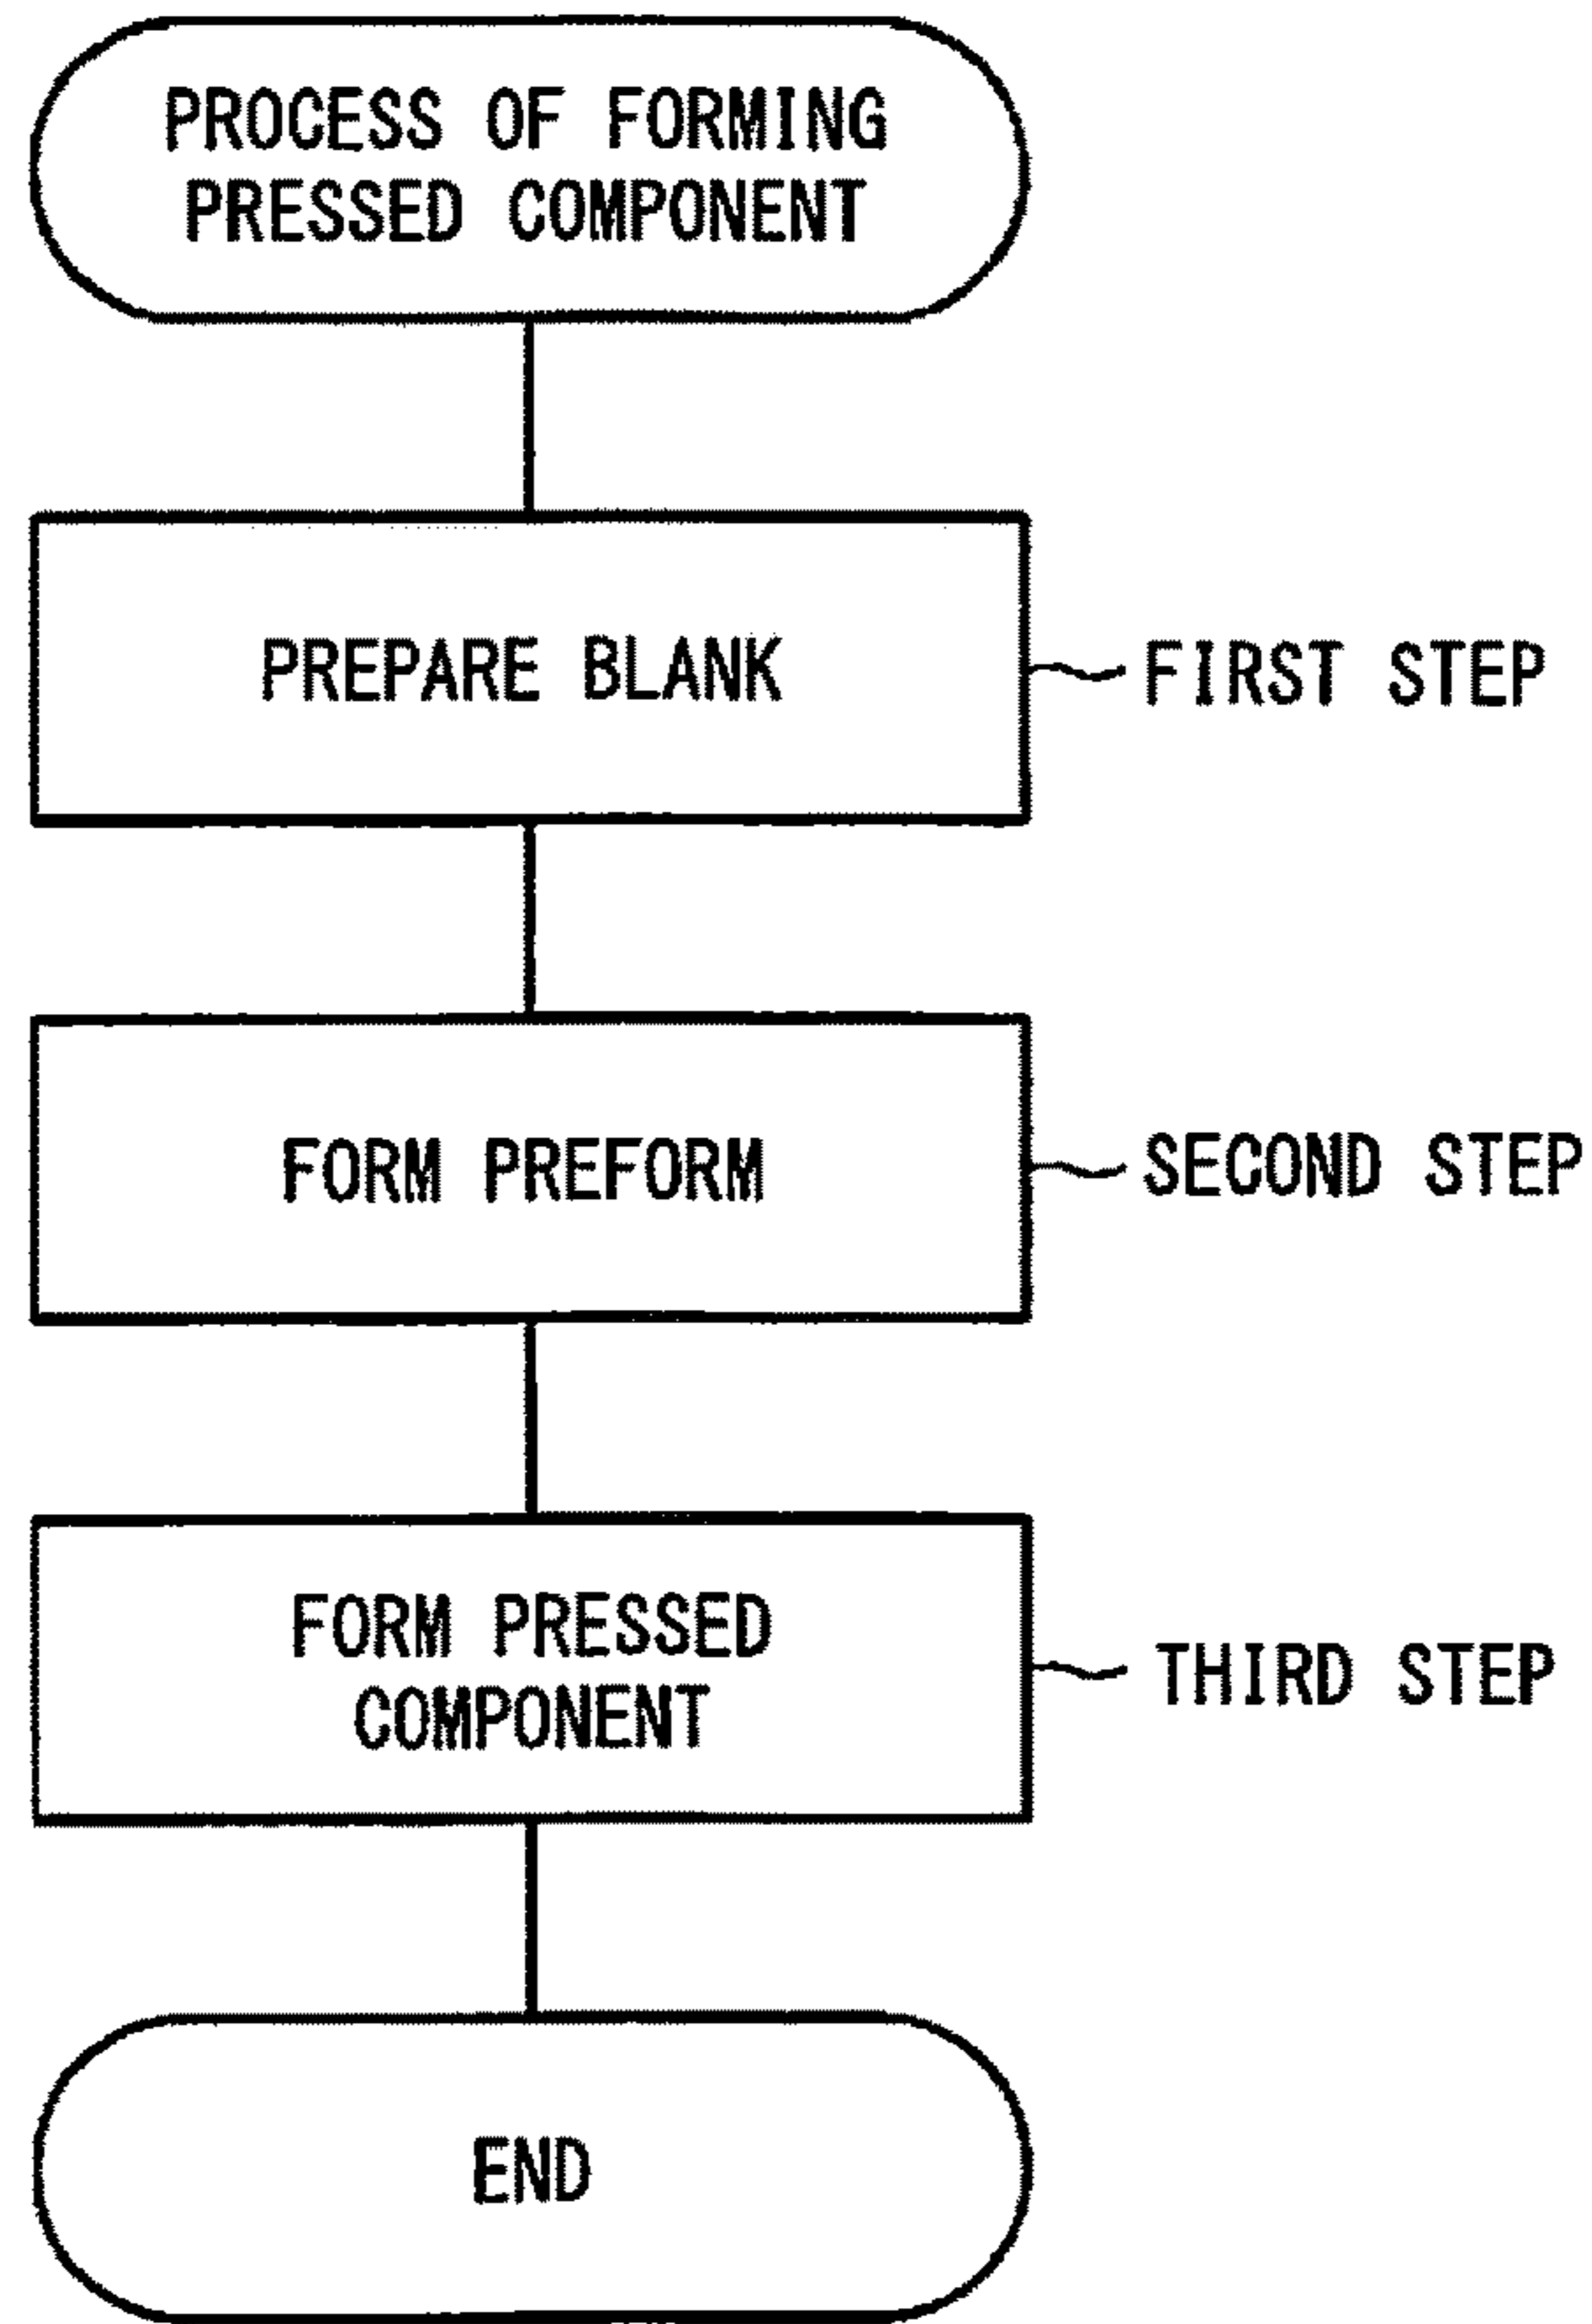 PROCESS OF FORMING
PRESSED COMPONENT
PREPARE BLANK
FIRST STEP
FORM PREFORM
SECOND STEP
FORM PRESSED
COMPONENT
THIRD STEP
END